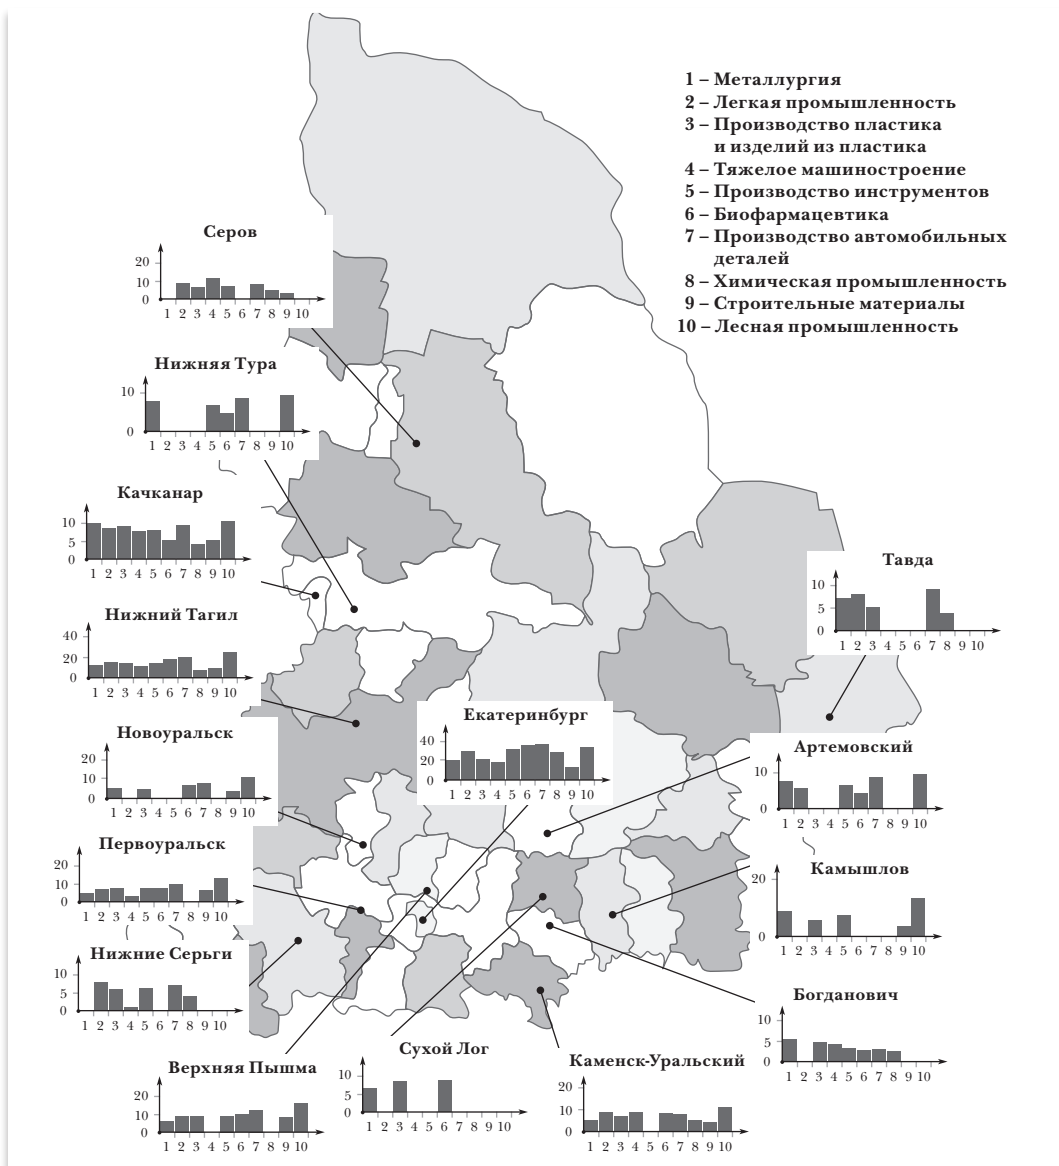 1 – Металлургия
2 – Легкая промышленность
3 – Производство пластика
и изделий из пластика
4 – Тяжелое машиностроение
5 – Производство инструментов
6 – Биофармацевтика
7 – Производство автомобильных
деталей
8 – Химическая промышленность
9 – Строительные материалы
10 – Лесная промышленность
Серов
20
10
0
1 2 3 4 5 6 7 8 9 10
Нижняя Тура
10
0
1 2 3 4 5 6 7 8 9 10
Качканар
10
5
0
1 2 3 4 5 6 7 8 9 10
Тавда
10
5
0
1 2 3 4 5 6 7 8 9 10
Нижний Тагил
40
20
0
1 2 3 4 5 6 7 8 9 10
Екатеринбург
40
20
0
1 2 3 4 5 6 7 8 9 10
Новоуральск
20
10
0
1 2 3 4 5 6 7 8 9 10
Артемовский
10
0
1 2 3 4 5 6 7 8 9 10
Первоуральск
20
10
0
1 2 3 4 5 6 7 8 9 10
Камышлов
20
0
1 2 3 4 5 6 7 8 9 10
Нижние Серьги
10
5
0
1 2 3 4 5 6 7 8 9 10
Богданович
10
5
0
1 2 3 4 5 6 7 8 9 10
Верхняя Пышма
20
10
0
1 2 3 4 5 6 7 8 9 10
Сухой Лог
10
5
0
1 2 3 4 5 6 7 8 9 10
Каменск-Уральский
20
10
0
1 2 3 4 5 6 7 8 9 10